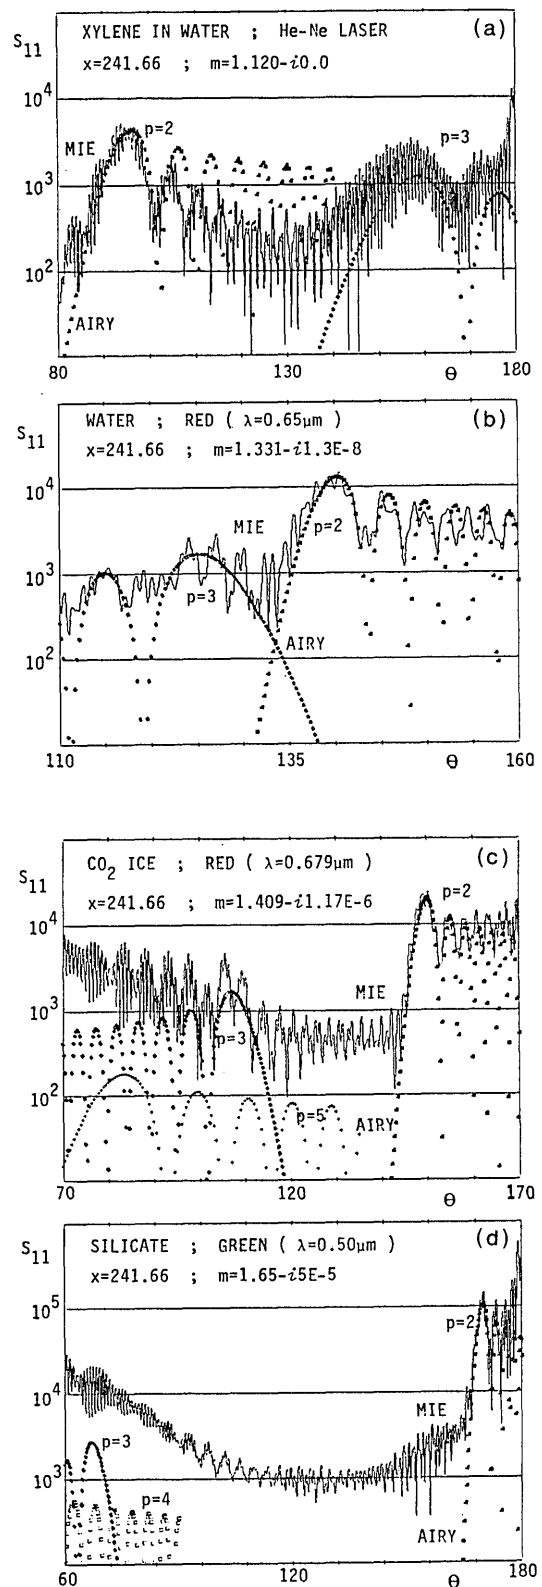 XYLENE IN WATER ; He-Ne LASER (a)
S11
x=241.66 ; m=1.120-i0.0
10^4
p=2
p=3
MIE
10^3
10^2
AIRY
80 130 θ 180
WATER ; RED ( λ=0.65μm ) (b)
S11
x=241.66 ; m=1.331-i1.3E-8
10^4
MIE
p=2
10^3
p=3
AIRY
10^2
110 135 θ 160
CO2 ICE ; RED ( λ=0.679μm ) (c)
S11
x=241.66 ; m=1.409-i1.17E-6
p=2
10^4
MIE
10^3
p=3
10^2
p=5
AIRY
70 120 θ 170
S11
SILICATE ; GREEN ( λ=0.50μm ) (d)
x=241.66 ; m=1.65-i5E-5
10^5
p=2
10^4
MIE
p=3
10^3
p=4
AIRY
60 120 θ 180